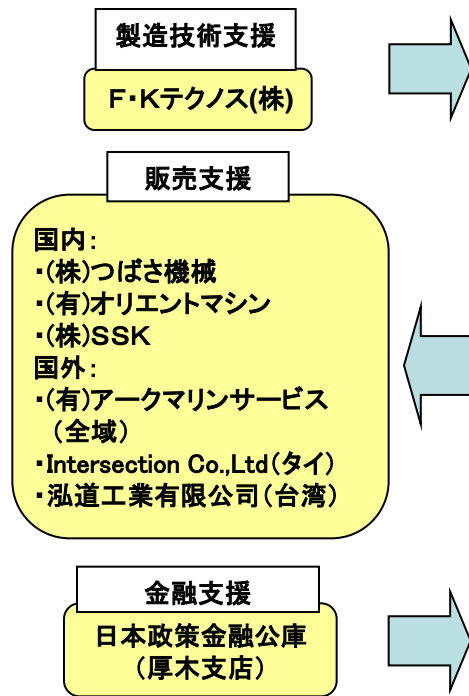 製造技術支援
F・Kテクノス(株)
販売支援
国内：
・(株)つばさ機械
・(有)オリエントマシン
・(株)SSK
国外：
・(有)アークマリンサービス
（全域）
・Intersection Co.,Ltd(タイ)
・泓道工業有限公司(台湾)
金融支援
日本政策金融公庫
（厚木支店）